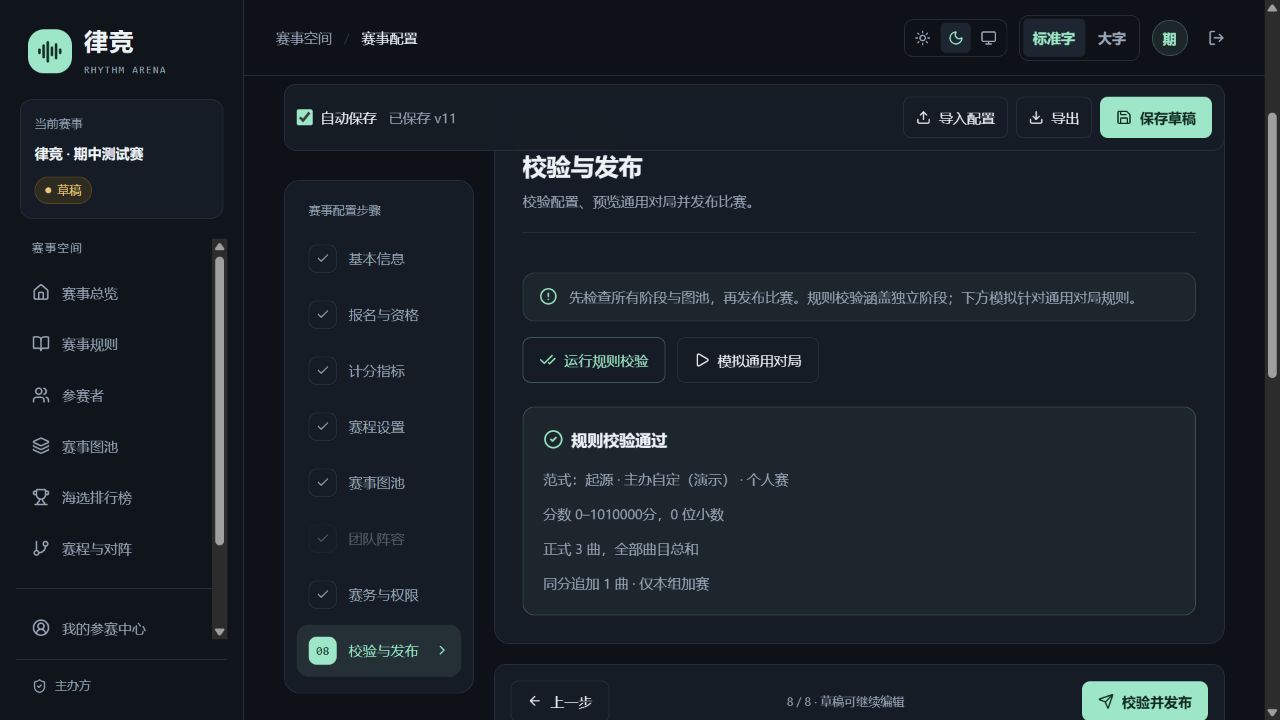 律竞
RHYTHM ARENA
当前赛事
律竞 · 期中测试赛
草稿
赛事空间
赛事总览
赛事规则
参赛者
赛事图池
海选排行榜
赛程与对阵
我的参赛中心
主办方
赛事空间 / 赛事配置
标准字 大字 期
自动保存 已保存 v11
导入配置 导出 保存草稿
赛事配置步骤
基本信息
报名与资格
计分指标
赛程设置
赛事图池
团队阵容
赛务与权限
08 校验与发布
校验与发布
校验配置、预览通用对局并发布比赛。
先检查所有阶段与图池，再发布比赛。规则校验涵盖独立阶段；下方模拟针对通用对局规则。
运行规则校验 模拟通用对局
规则校验通过
范式：起源 · 主办自定（演示） · 个人赛
分数 0–1010000分，0 位小数
正式 3 曲，全部曲目总和
同分追加 1 曲 · 仅本组加赛
上一步 8 / 8 · 草稿可继续编辑 校验并发布